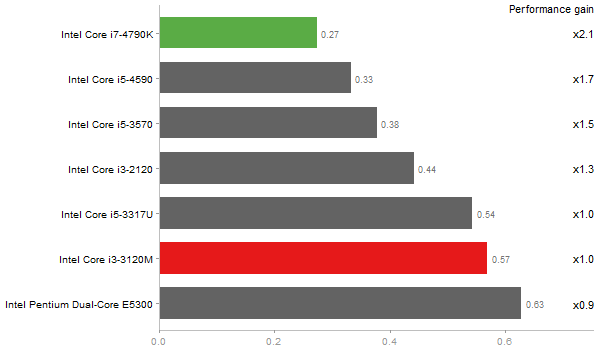 Performance gain
Intel Core i7-4790K 0.27 x2.1
Intel Core i5-4590 0.33 x1.7
Intel Core i5-3570 0.38 x1.5
Intel Core i3-2120 0.44 x1.3
Intel Core i5-3317U 0.54 x1.0
Intel Core i3-3120M 0.57 x1.0
Intel Pentium Dual-Core E5300 0.63 x0.9
0.0 0.2 0.4 0.6